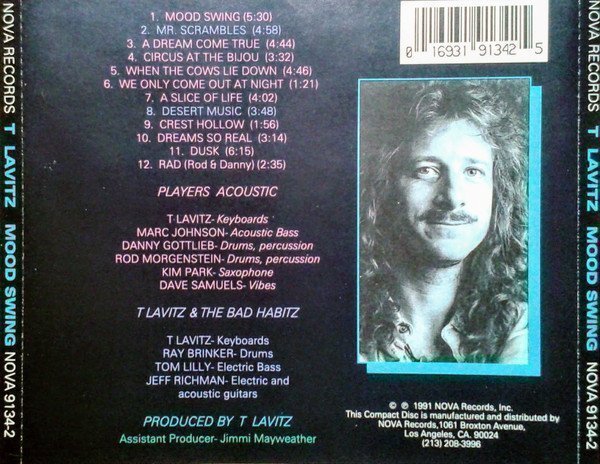 NOVA RECORDS T LAVITZ MOOD SWING NOVA 9134-2
1. MOOD SWING (5:30)
2. MR. SCRAMBLES (4:58)
3. A DREAM COME TRUE (4:44)
4. CIRCUS AT THE BIJOU (3:32)
5. WHEN THE COWS LIE DOWN (4:46)
6. WE ONLY COME OUT AT NIGHT (1:21)
7. A SLICE OF LIFE (4:02)
8. DESERT MUSIC (3:48)
9. CREST HOLLOW (1:56)
10. DREAMS SO REAL (3:14)
11. DUSK (6:15)
12. RAD (Rod & Danny) (2:35)
PLAYERS ACOUSTIC
T LAVITZ- Keyboards
MARC JOHNSON- Acoustic Bass
DANNY GOTTLIEB- Drums, percussion
ROD MORGENSTEIN- Drums, percussion
KIM PARK- Saxophone
DAVE SAMUELS- Vibes
T LAVITZ & THE BAD HABITZ
T LAVITZ- Keyboards
RAY BRINKER- Drums
TOM LILLY- Electric Bass
JEFF RICHMAN- Electric and
acoustic guitars
PRODUCED BY T LAVITZ
Assistant Producer- Jimmi Mayweather
0 16931 91342 5
© ℗ 1991 NOVA Records, Inc.
This Compact Disc is manufactured and distributed by
NOVA Records,1061 Broxton Avenue,
Los Angeles, CA. 90024
(213) 208-3996
NOVA RECORDS T LAVITZ MOOD SWING NOVA 9134-2